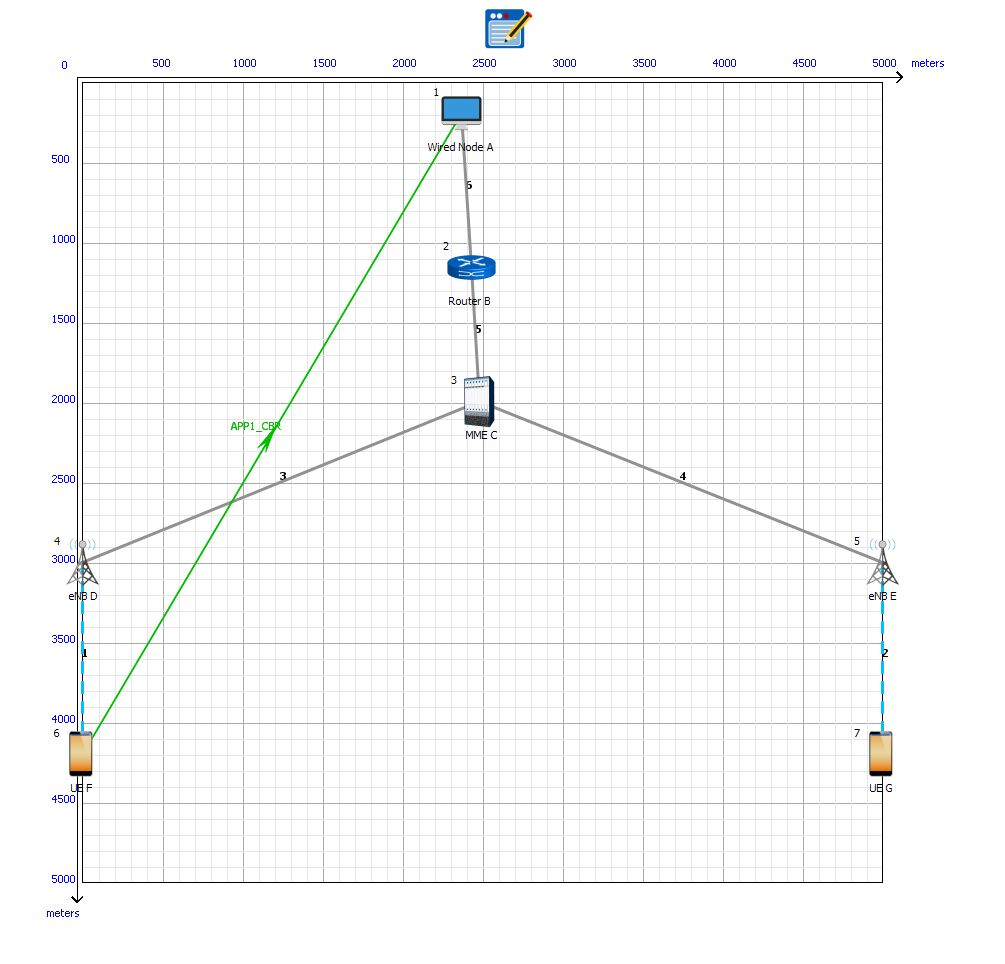 0 500 1000 1500 2000 2500 3000 3500 4000 4500 5000 meters
1
Wired Node A
500
6
1000
2
Router B
1500
5
3
2000
MME C
APP1_CBR
2500
3
4
4
5
3000
eNB D
eNB E
3500
1
2
4000
6
7
UE F
UE G
4500
5000
meters